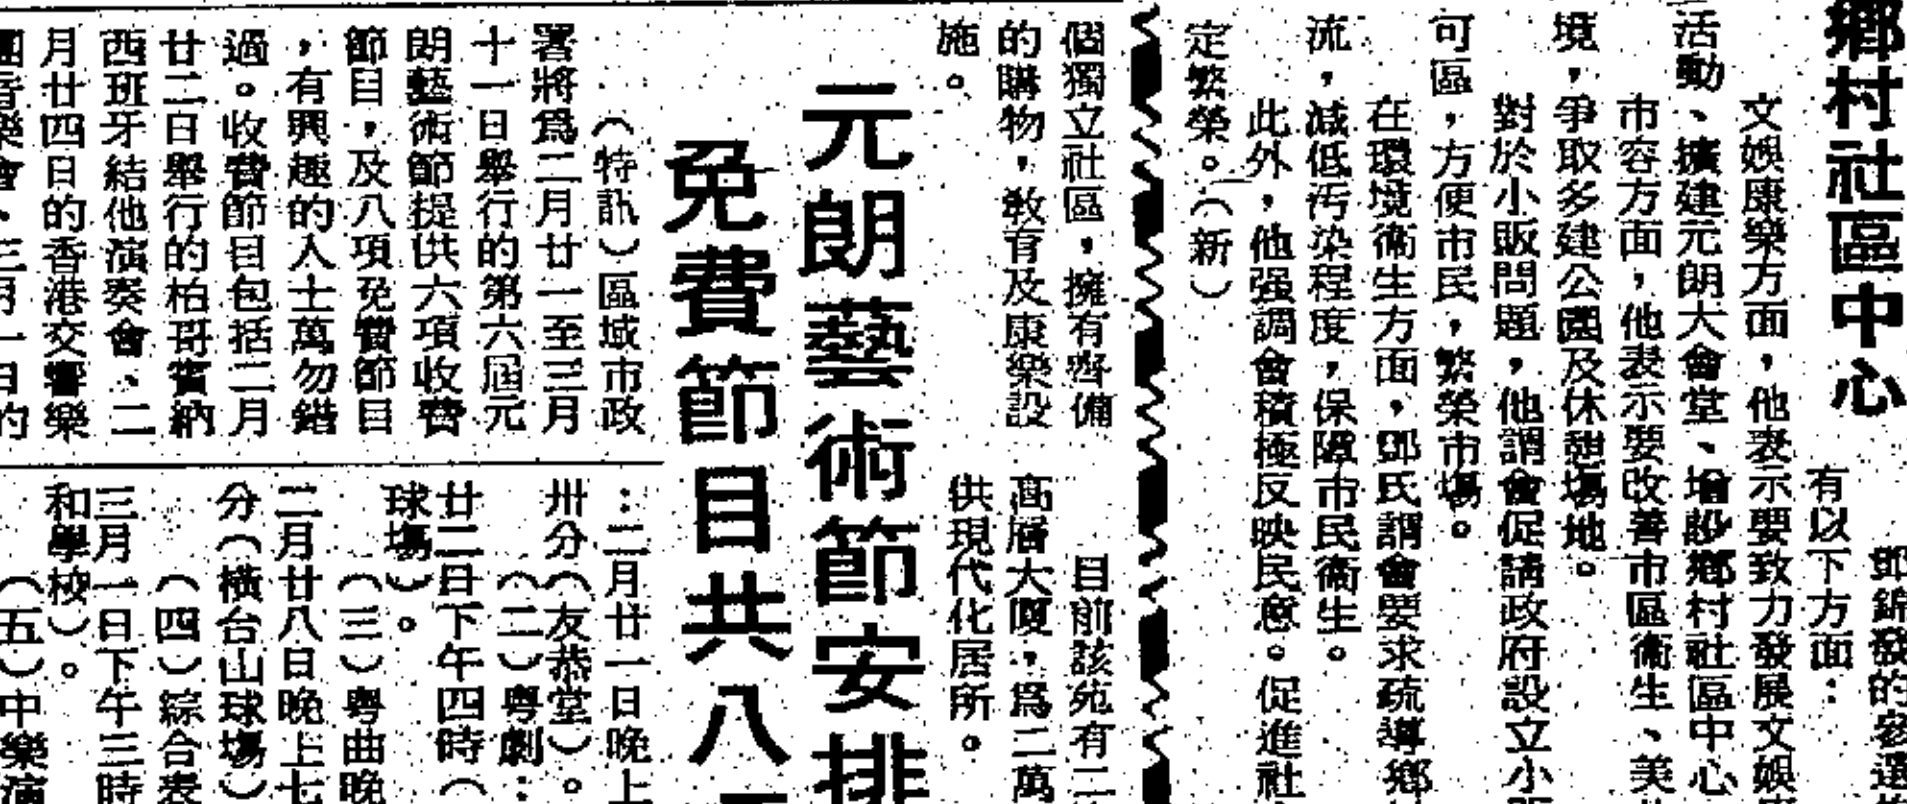 鄉村社區中心
鄧錦發的參選
有以下方面：
文娛康樂方面，他表示要致力發展文娛
活動、擴建元朗大會堂、增設鄉村社區中心
市容方面，他表示要改善市區衞生、美
境，爭取多建公園及休憩場地。
對於小販問題，他謂會促請政府設立小
可區，方便市民，繁榮市場。
在環境衞生方面，鄧氏謂會要求疏導鄉
流，減低汚染程度，保障市民衞生。
此外，他强調會積極反映民意。促進社
定繁榮。（新）
個獨立社區，擁有齊備
的購物，敎育及康樂設
施。
目前該苑有二
高層大廈，爲二萬
供現代化居所。
元朗藝術節安排
免費節目共八
（特訊）區域市政
署將爲二月廿一至三月
十一日舉行的第六屆元
朗藝術節提供六項收費
節目，及八項免費節目
，有興趣的人士萬勿錯
過。收費節目包括二月
廿二日舉行的柏哥賓納
西班牙結他演奏會、二
月廿四日的香港交響樂
團音樂會、三月一日的
：二月廿一日晚上
卅分（友恭堂）。
（二）粤劇：
廿二日下午四時（
球場）。
（三）粤曲晚
二月廿八日晚上七
分（橫台山球場）
（四）綜合表
三月一日下午三時
和學校）。
（五）中樂演